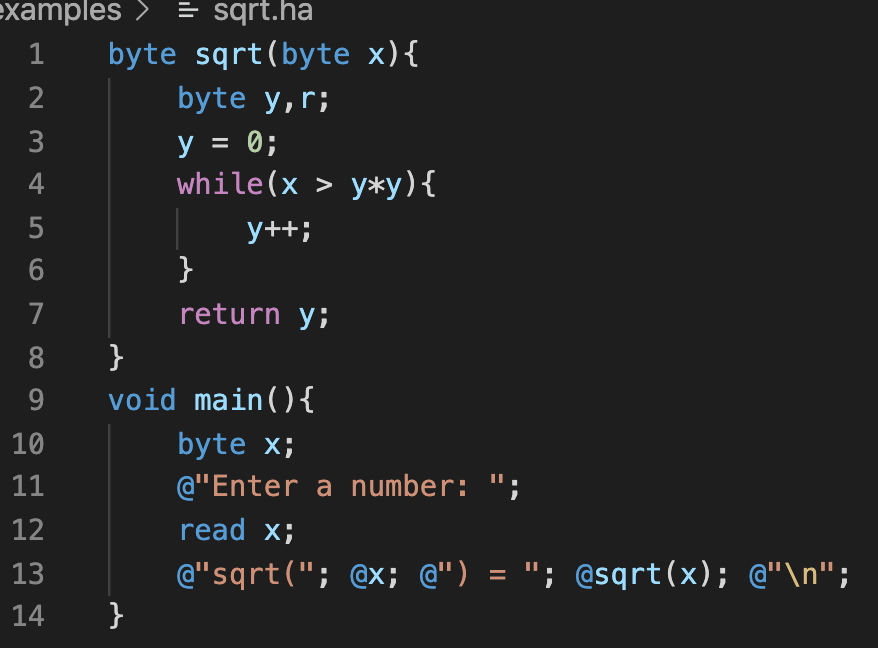 examples > sqrt.ha
1 byte sqrt(byte x){
2     byte y,r;
3     y = 0;
4     while(x > y*y){
5         y++;
6     }
7     return y;
8 }
9 void main(){
10     byte x;
11     @"Enter a number: ";
12     read x;
13     @"sqrt("; @x; @") = "; @sqrt(x); @"\n";
14 }